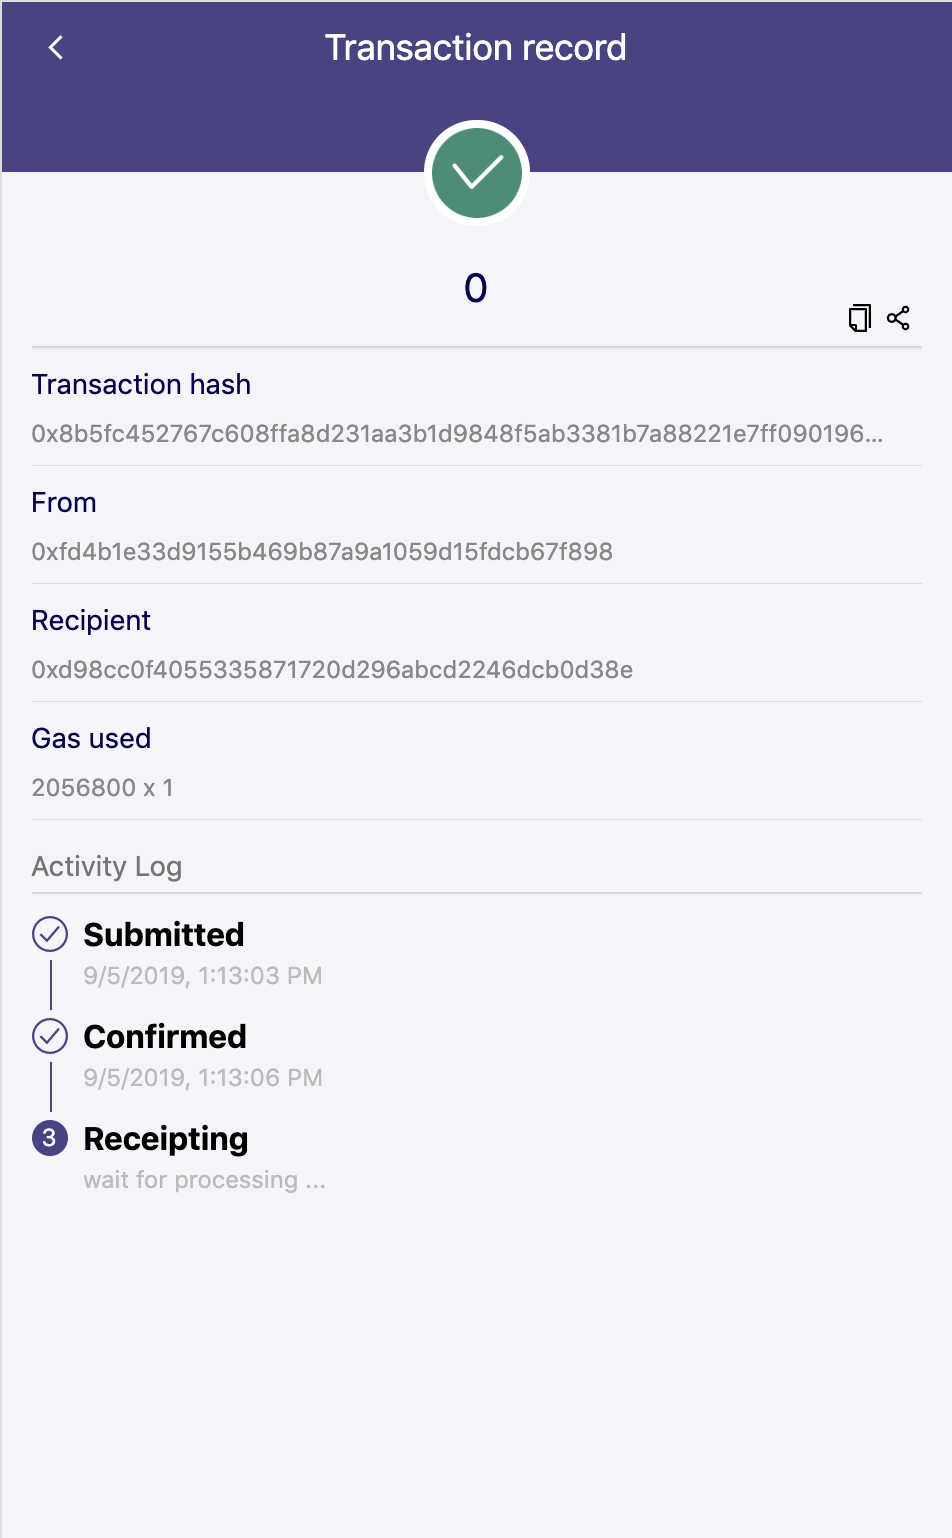 Transaction record
0
Transaction hash
0x8b5fc452767c608ffa8d231aa3b1d9848f5ab3381b7a88221e7ff090196...
From
0xfd4b1e33d9155b469b87a9a1059d15fdcb67f898
Recipient
0xd98cc0f4055335871720d296abcd2246dcb0d38e
Gas used
2056800 x 1
Activity Log
Submitted
9/5/2019, 1:13:03 PM
Confirmed
9/5/2019, 1:13:06 PM
3 Receipting
wait for processing ...